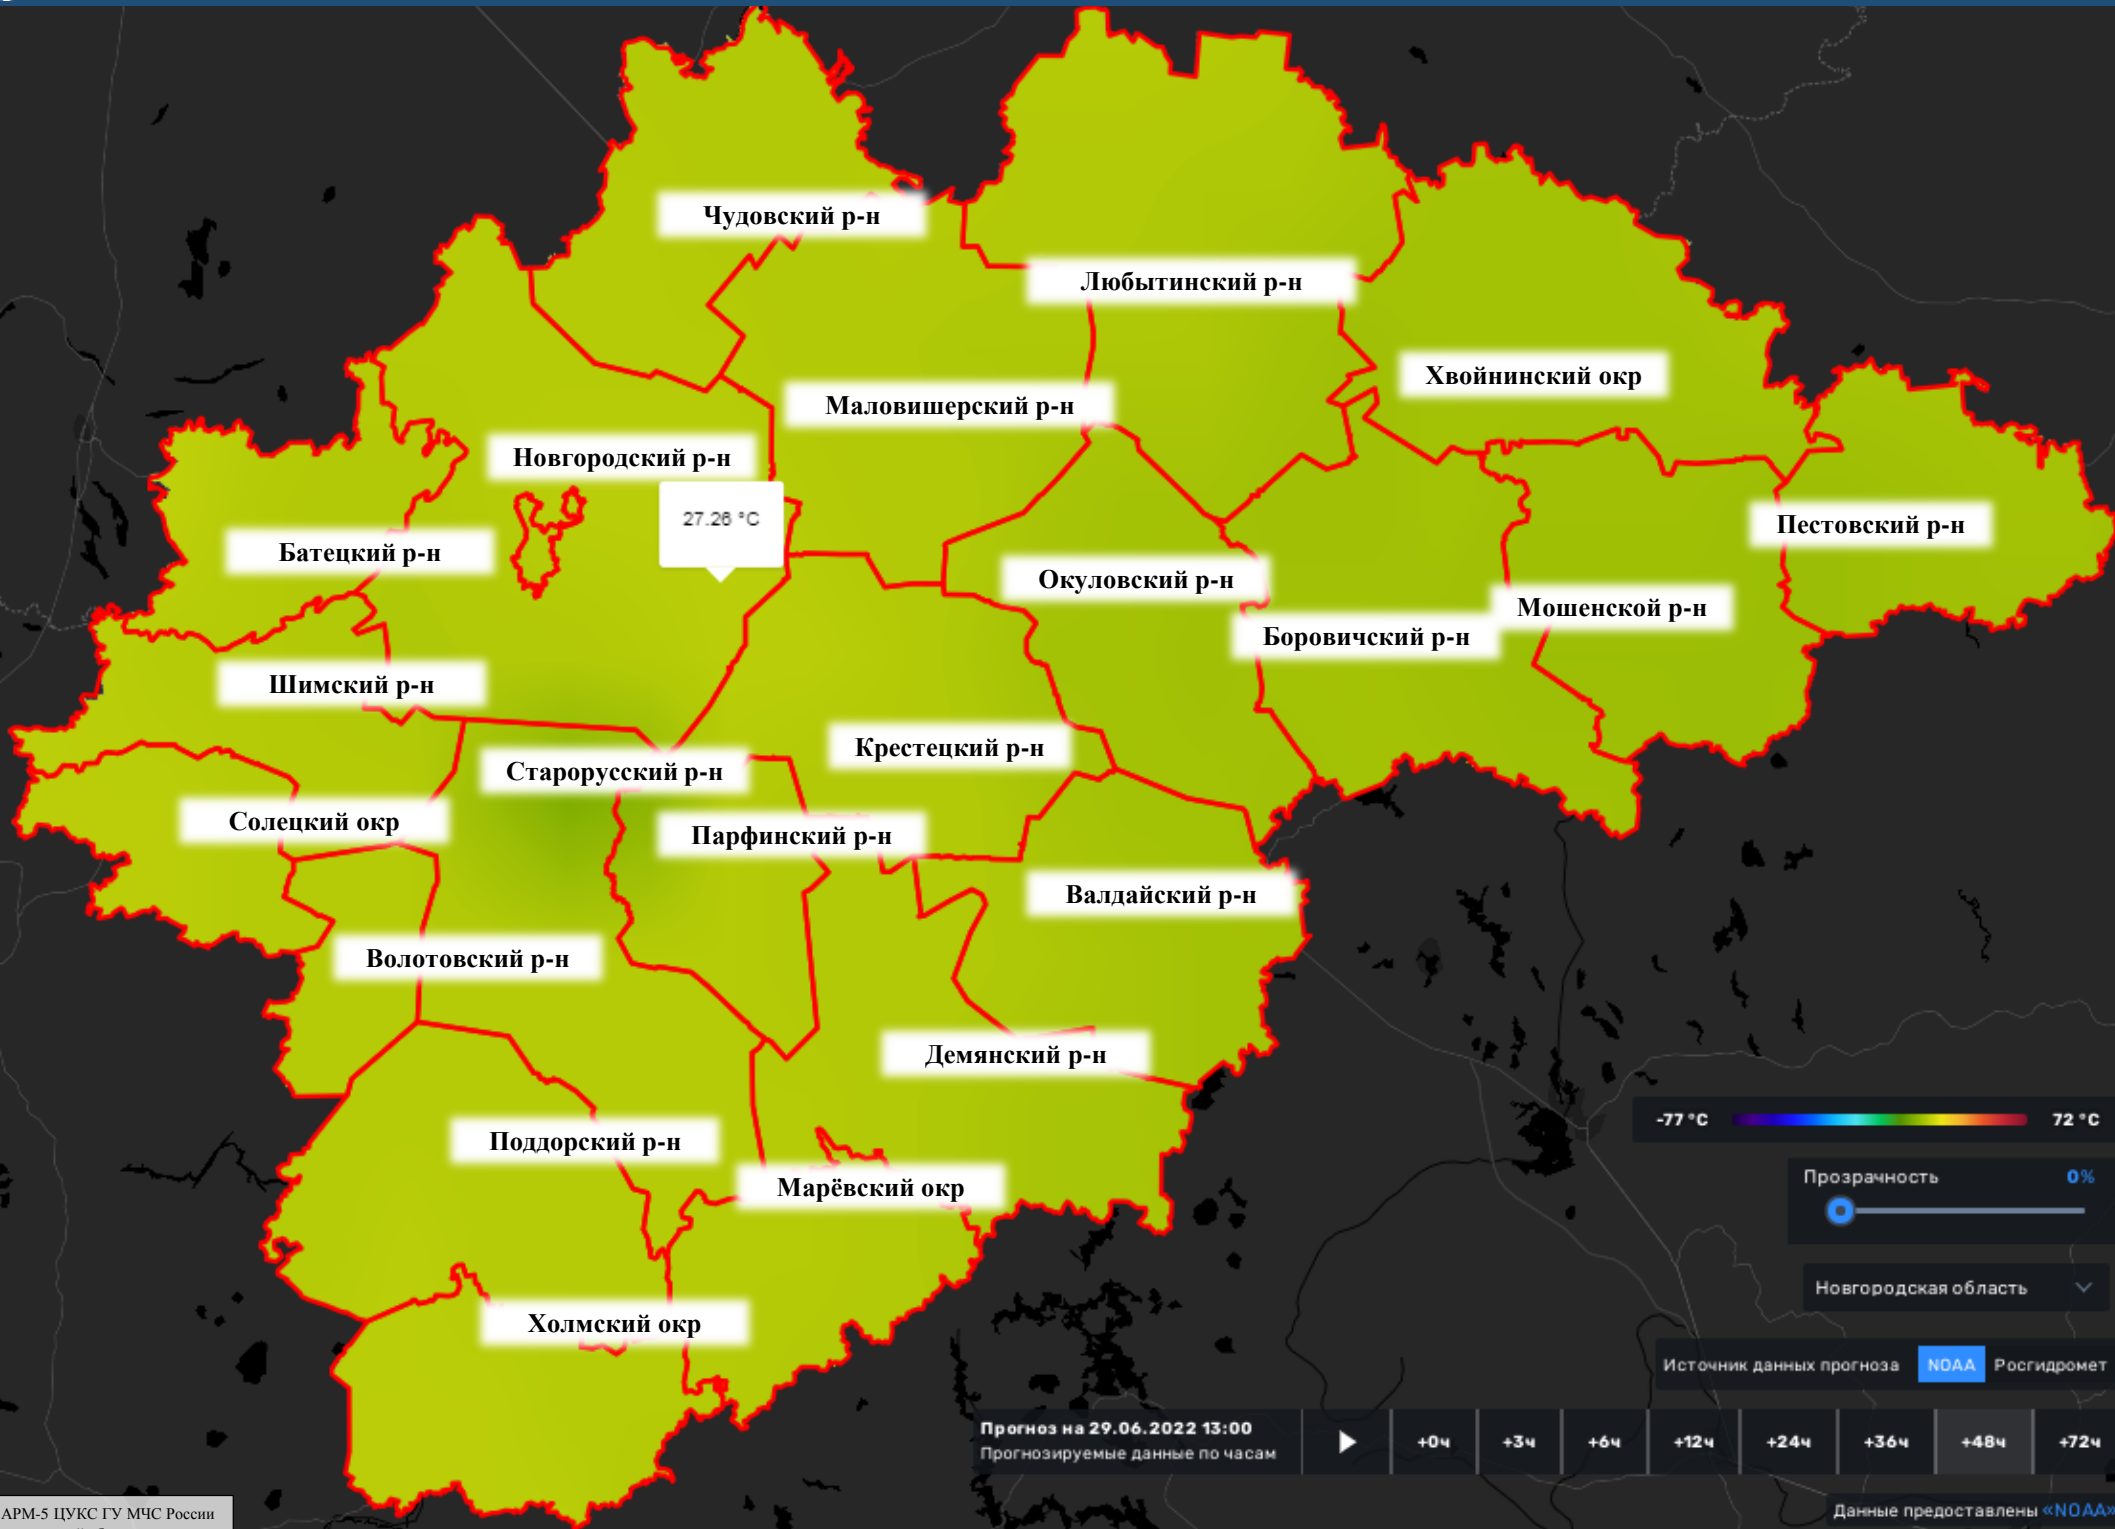 Чудовский р-н
Любытинский р-н
Хвойнинский окр
Маловишерский р-н
Новгородский р-н
27.26 °C
Пестовский р-н
Батецкий р-н
Окуловский р-н
Мошенской р-н
Боровичский р-н
Шимский р-н
Крестецкий р-н
Старорусский р-н
Солецкий окр
Парфинский р-н
Валдайский р-н
Волотовский р-н
Демянский р-н
-77 °C 72 °C
Поддорский р-н
Прозрачность 0%
Марёвский окр
Новгородская область
Холмский окр
Источник данных прогноза NOAA Росгидромет
Прогноз на 29.06.2022 13:00
Прогнозируемые данные по часам
+0ч +3ч +6ч +12ч +24ч +36ч +48ч +72ч
Данные предоставлены «NOAA»
АРМ-5 ЦУКС ГУ МЧС России